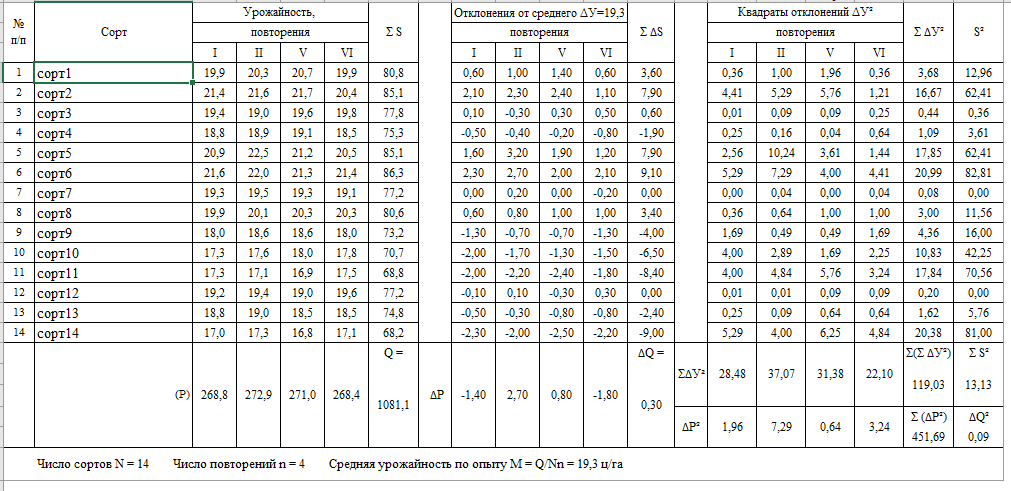 № п/п Сорт Урожайность, Σ S Отклонения от среднего ΔУ=19,3 Σ ΔS Квадраты отклонений ΔУ² Σ ΔУ² S²
повторения повторения повторения
I II V VI I II V VI I II V VI
1 сорт1 19,9 20,3 20,7 19,9 80,8 0,60 1,00 1,40 0,60 3,60 0,36 1,00 1,96 0,36 3,68 12,96
2 сорт2 21,4 21,6 21,7 20,4 85,1 2,10 2,30 2,40 1,10 7,90 4,41 5,29 5,76 1,21 16,67 62,41
3 сорт3 19,4 19,0 19,6 19,8 77,8 0,10 -0,30 0,30 0,50 0,60 0,01 0,09 0,09 0,25 0,44 0,36
4 сорт4 18,8 18,9 19,1 18,5 75,3 -0,50 -0,40 -0,20 -0,80 -1,90 0,25 0,16 0,04 0,64 1,09 3,61
5 сорт5 20,9 22,5 21,2 20,5 85,1 1,60 3,20 1,90 1,20 7,90 2,56 10,24 3,61 1,44 17,85 62,41
6 сорт6 21,6 22,0 21,3 21,4 86,3 2,30 2,70 2,00 2,10 9,10 5,29 7,29 4,00 4,41 20,99 82,81
7 сорт7 19,3 19,5 19,3 19,1 77,2 0,00 0,20 0,00 -0,20 0,00 0,00 0,04 0,00 0,04 0,08 0,00
8 сорт8 19,9 20,1 20,3 20,3 80,6 0,60 0,80 1,00 1,00 3,40 0,36 0,64 1,00 1,00 3,00 11,56
9 сорт9 18,0 18,6 18,6 18,0 73,2 -1,30 -0,70 -0,70 -1,30 -4,00 1,69 0,49 0,49 1,69 4,36 16,00
10 сорт10 17,3 17,6 18,0 17,8 70,7 -2,00 -1,70 -1,30 -1,50 -6,50 4,00 2,89 1,69 2,25 10,83 42,25
11 сорт11 17,3 17,1 16,9 17,5 68,8 -2,00 -2,20 -2,40 -1,80 -8,40 4,00 4,84 5,76 3,24 17,84 70,56
12 сорт12 19,2 19,4 19,0 19,6 77,2 -0,10 0,10 -0,30 0,30 0,00 0,01 0,01 0,09 0,09 0,20 0,00
13 сорт13 18,8 19,0 18,5 18,5 74,8 -0,50 -0,30 -0,80 -0,80 -2,40 0,25 0,09 0,64 0,64 1,62 5,76
14 сорт14 17,0 17,3 16,8 17,1 68,2 -2,30 -2,00 -2,50 -2,20 -9,00 5,29 4,00 6,25 4,84 20,38 81,00
Q = ΔQ = Σ(Σ ΔУ²) Σ S²
ΣΔУ² 28,48 37,07 31,38 22,10 119,03 13,13
(P) 268,8 272,9 271,0 268,4 1081,1 ΔP -1,40 2,70 0,80 -1,80 0,30
Σ (ΔP²) ΔQ²
ΔP² 1,96 7,29 0,64 3,24 451,69 0,09
Число сортов N = 14 Число повторений n = 4 Средняя урожайность по опыту M = Q/Nn = 19,3 ц/га